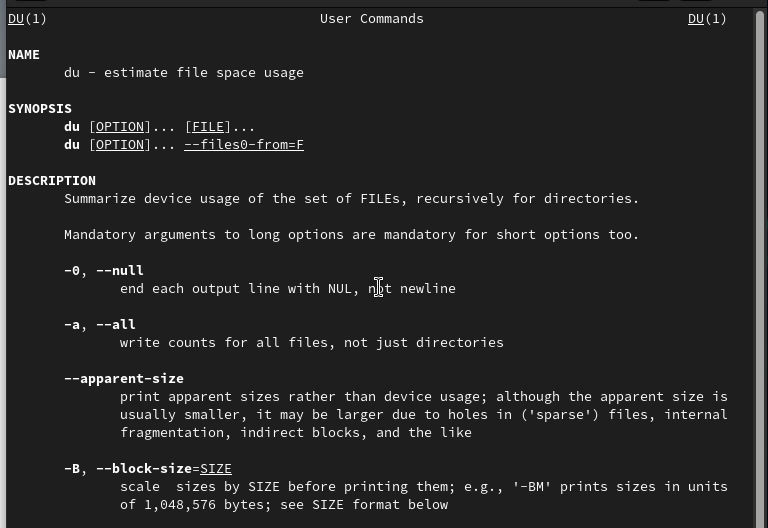 DU(1) User Commands DU(1)
NAME
du - estimate file space usage
SYNOPSIS
du [OPTION]... [FILE]...
du [OPTION]... --files0-from=F
DESCRIPTION
Summarize device usage of the set of FILEs, recursively for directories.
Mandatory arguments to long options are mandatory for short options too.
-0, --null
end each output line with NUL, not newline
-a, --all
write counts for all files, not just directories
--apparent-size
print apparent sizes rather than device usage; although the apparent size is
usually smaller, it may be larger due to holes in ('sparse') files, internal
fragmentation, indirect blocks, and the like
-B, --block-size=SIZE
scale  sizes by SIZE before printing them; e.g., '-BM' prints sizes in units
of 1,048,576 bytes; see SIZE format below